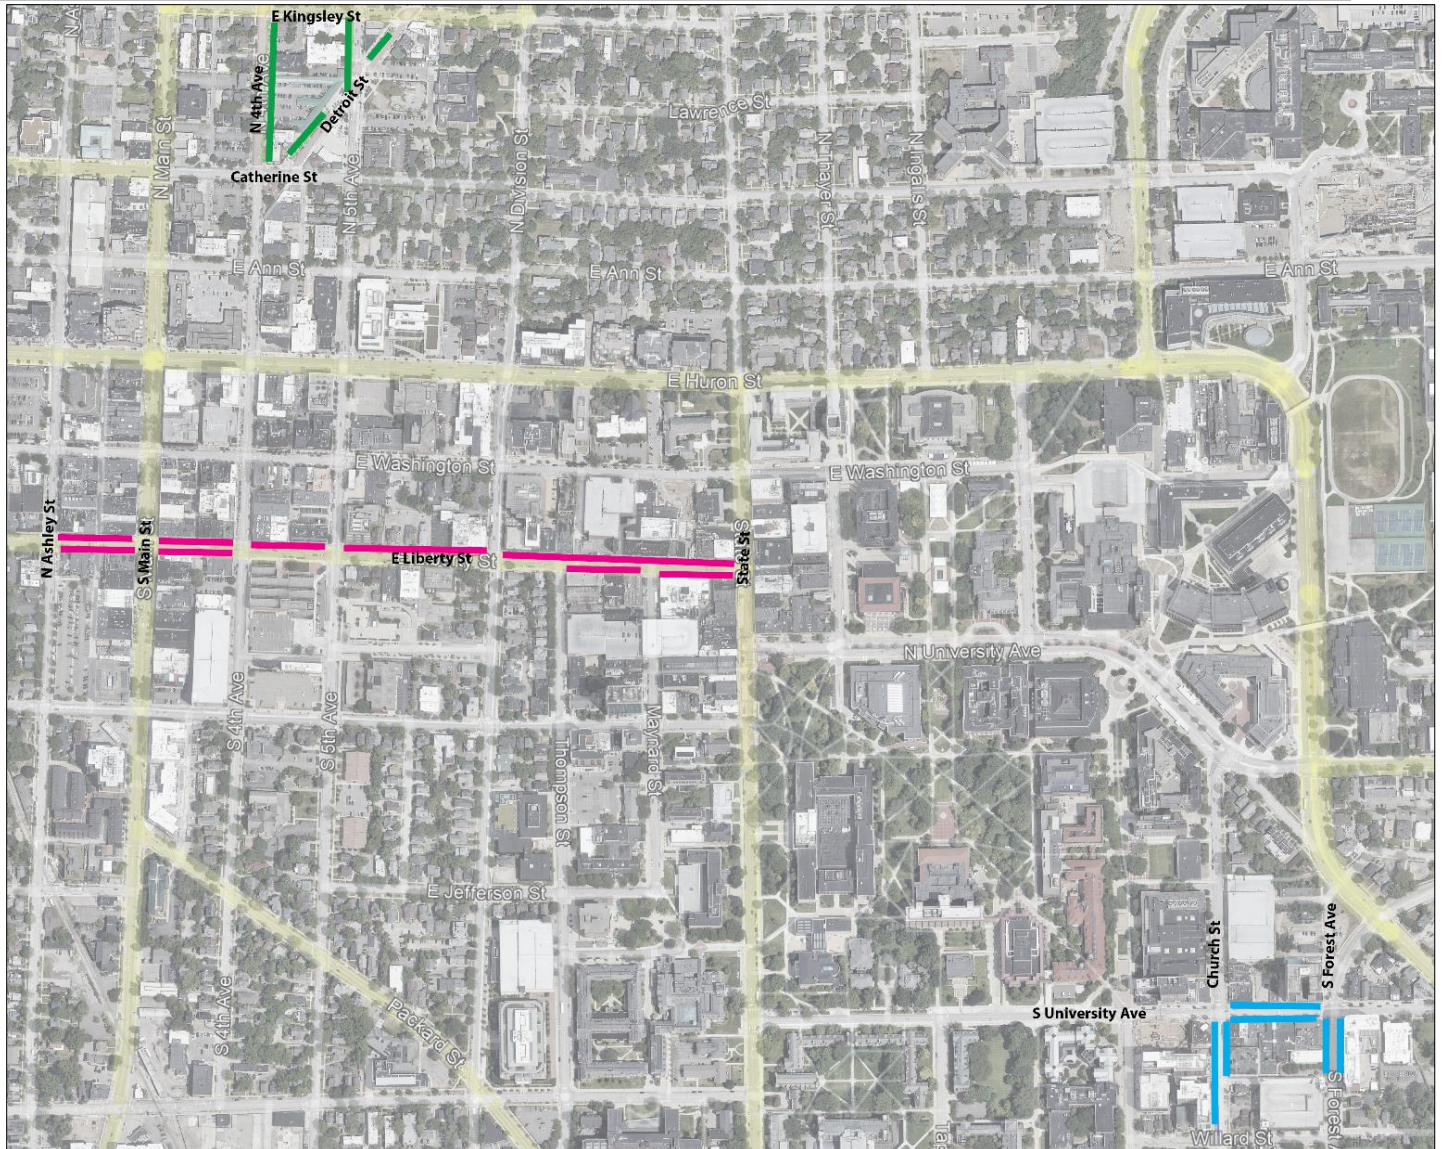 E Kingsley St
N A
N 4th Ave
Ave
Detroit St
Lawrence St
N Main St
N Division St
N Thayer St
N Ingalls St
Catherine St
N 5th Ave
E Ann St
E Ann St
E Ann St
E Huron St
E Washington St
E Washington St
N Ashley St
S Main St
S
E Liberty St
St
S
State St
N University Ave
S 4th Ave
S 5th Ave
Thompson St
Maynard St
E Jefferson St
Church St
S Forest Ave
S 4th Ave
Packard St
S University Ave
S Forest
Willard St
Ta